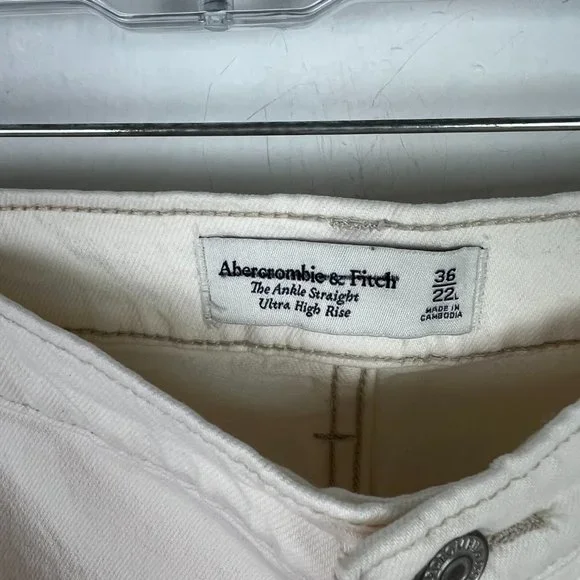 Abercrombie & Fitch
The Ankle Straight
Ultra High Rise
36
22L
MADE IN
CAMBODIA